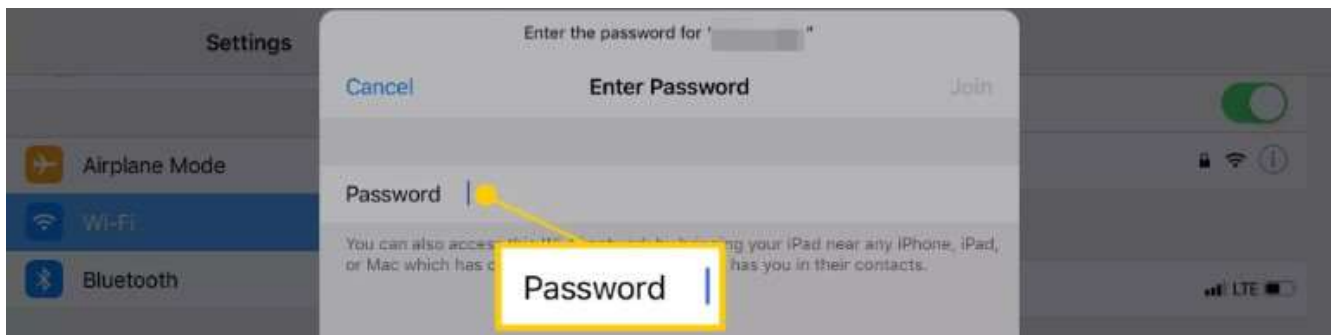 Settings
Airplane Mode
Wi-Fi
Bluetooth
Enter the password for " "
Cancel Enter Password Join
Password
You can also access your iPad near any iPhone, iPad,
or Mac which has has you in their contacts.
Password
LTE